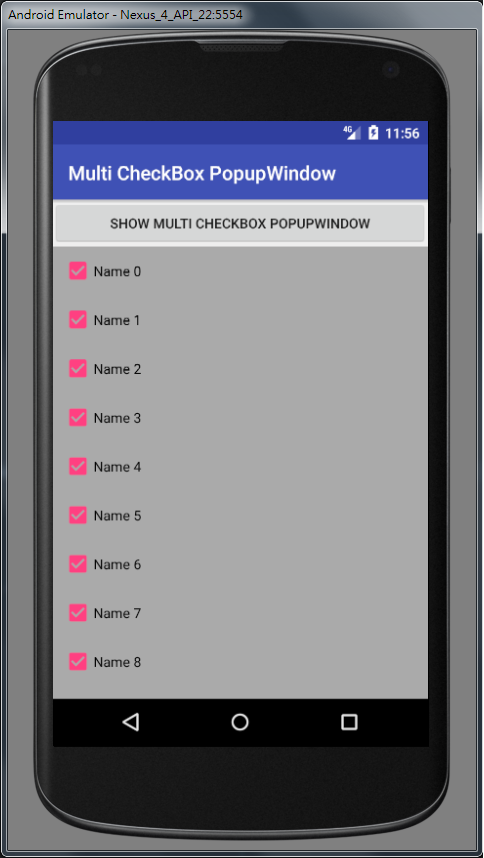 Android Emulator - Nexus_4_API_22:5554
4G 11:56
Multi CheckBox PopupWindow
SHOW MULTI CHECKBOX POPUPWINDOW
Name 0
Name 1
Name 2
Name 3
Name 4
Name 5
Name 6
Name 7
Name 8